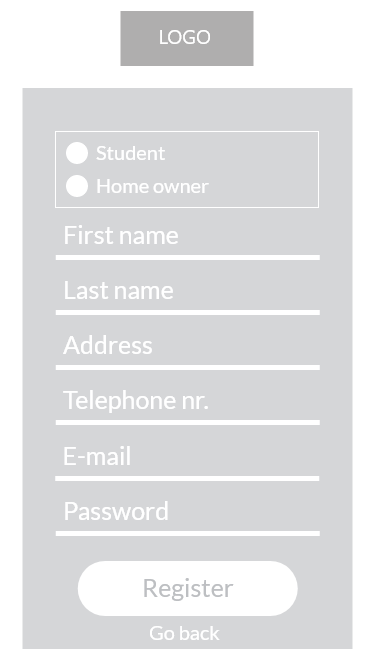 LOGO
Student
Home owner
First name
Last name
Address
Telephone nr.
E-mail
Password
Register
Go back